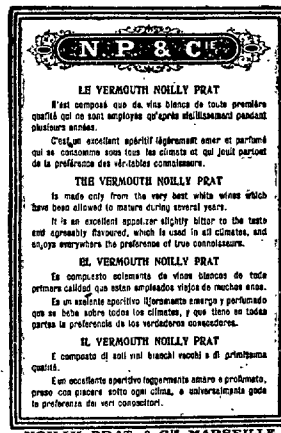 N. P. & CIE
LE VERMOUTH NOILLY PRAT
N'est composé que de vins blancs de toute première
qualité qui ne sont employés qu'après vieillissement pendant
plusieurs années.
C'est un excellent apéritif légèrement amer et parfumé
qui se consomme sous tous les climats et qui jouit partout
de la préférence des véritables connaisseurs.
THE VERMOUTH NOILLY PRAT
Is made only from the very best white wines which
have been allowed to mature during several years.
It is an excellent appetizer slightly bitter to the taste
and agreeably flavoured, which is used in all climates, and
enjoys everywhere the preference of true connaisseurs.
EL VERMOUTH NOILLY PRAT
Es compuesto solamente de vinos blancos de toda
primera calidad que estan empleados viejos de muchos anos.
Es un exelente aperitivo lijeramente amergo y perfumado
que se bebe sobre todos los climates, y que tiene en todas
partes la preferencia de los verdaderos conocedores.
IL VERMOUTH NOILLY PRAT
È composto di soli vini bianchi vecchi e di primissima
qualità.
È un eccellente aperitivo leggermente amaro e profumato,
preso con piacere sotto ogni clima, e universalmente gode
la preferenza dei veri conoscitori.
NOILLY PRAT & CIE MARSEILLE